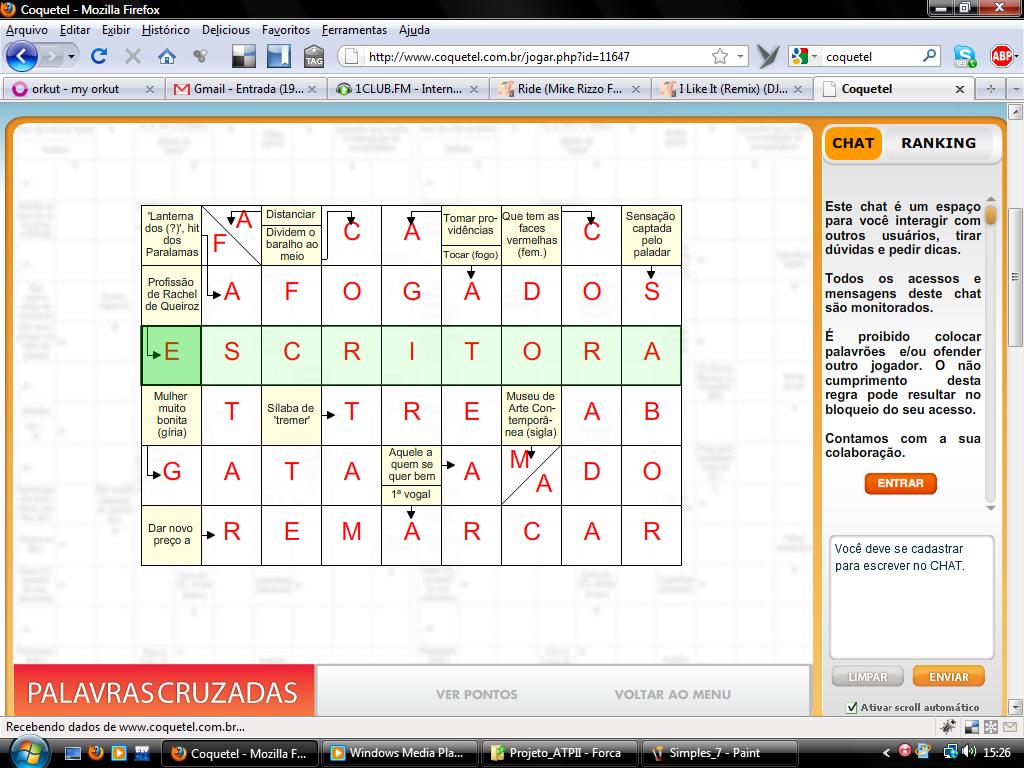 Coquetel - Mozilla Firefox
Arquivo Editar Exibir Histórico Delicious Favoritos Ferramentas Ajuda
TAG http://www.coquetel.com.br/jogar.php?id=11647 coquetel ABP
orkut - my orkut Gmail - Entrada (19... 1CLUB.FM - Intern... Ride (Mike Rizzo F... I Like It (Remix) (DJ... Coquetel
CHAT RANKING
'Lanterna dos (?)', hit dos Paralamas
F A
Distanciar
Dividem o baralho ao meio
C A
Tomar pro-
vidências
Tocar (fogo)
Que tem as faces vermelhas (fem.)
C
Sensação captada pelo paladar
Profissão de Rachel de Queiroz
A F O G A D O S
E S C R I T O R A
Mulher muito bonita (gíria)
T
Sílaba de 'tremer'
T R E
Museu de Arte Con-
temporâ-
nea (sigla)
A B
G A T A
Aquele a quem se quer bem
1ª vogal
A M A D O
Dar novo preço a
R E M A R C A R
Este chat é um espaço
para você interagir com
outros usuários, tirar
dúvidas e pedir dicas.
Todos os acessos e
mensagens deste chat
são monitorados.
É proibido colocar
palavrões e/ou ofender
outro jogador. O não
cumprimento desta
regra pode resultar no
bloqueio do seu acesso.
Contamos com a sua
colaboração.
ENTRAR
Você deve se cadastrar
para escrever no CHAT.
LIMPAR ENVIAR
Ativar scroll automático
PALAVRAS CRUZADAS VER PONTOS VOLTAR AO MENU
Recebendo dados de www.coquetel.com.br...
Coquetel - Mozilla F... Windows Media Pla... Projeto_ATPII - Forca Simples_7 - Paint 15:26